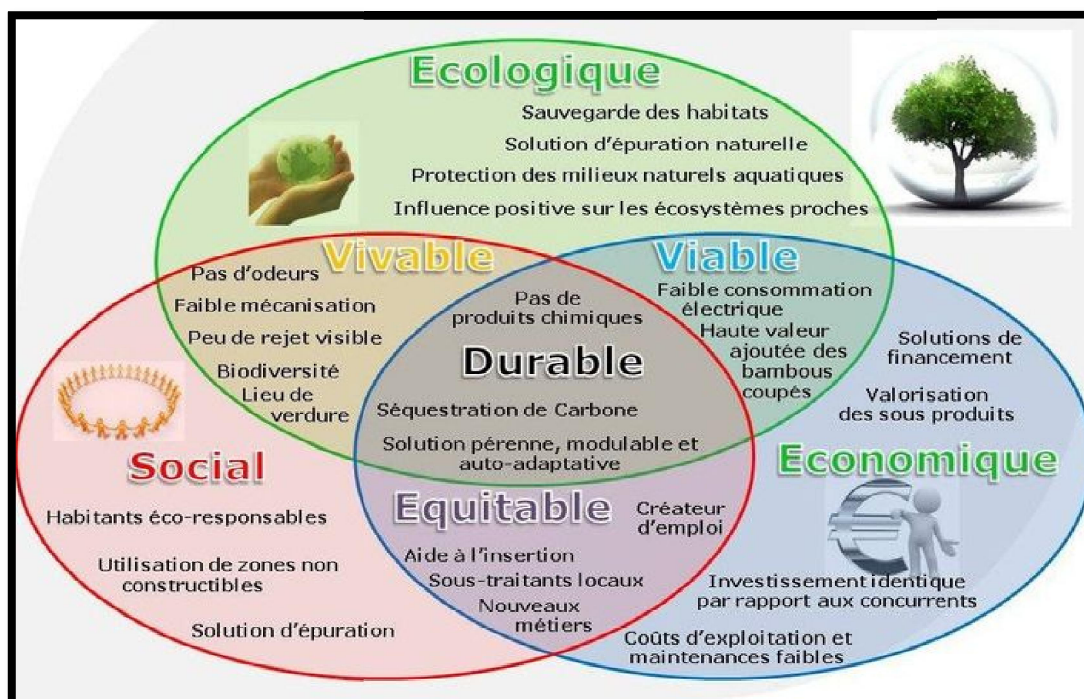 Ecologique
Sauvegarde des habitats
Solution d'épuration naturelle
Protection des milieux naturels aquatiques
Influence positive sur les écosystèmes proches
Vivable
Pas d'odeurs
Faible mécanisation
Peu de rejet visible
Biodiversité
Lieu de
verdure
Viable
Faible consommation
électrique
Haute valeur
ajoutée des
bambous
coupés
Pas de
produits chimiques
Durable
Séquestration de Carbone
Solution pérenne, modulable et
auto-adaptative
Solutions de
financement
Valorisation
des sous produits
Social
Habitants éco-responsables
Utilisation de zones non
constructibles
Solution d'épuration
Equitable
Créateur
d'emploi
Aide à l'insertion
Sous-traitants locaux
Nouveaux
métiers
Economique
€
Investissement identique
par rapport aux concurrents
Coûts d'exploitation et
maintenances faibles